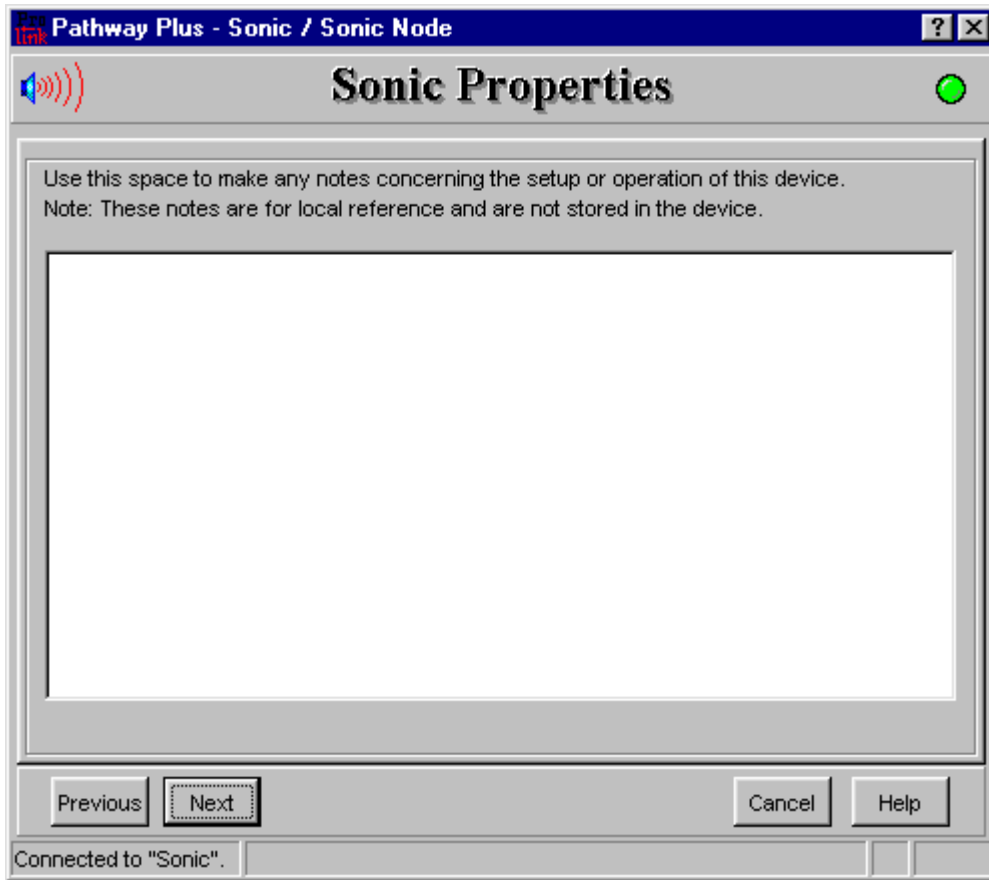 Pro
link
Pathway Plus - Sonic / Sonic Node
Sonic Properties
Use this space to make any notes concerning the setup or operation of this device.
Note: These notes are for local reference and are not stored in the device.
Previous
Next
Cancel
Help
Connected to "Sonic".